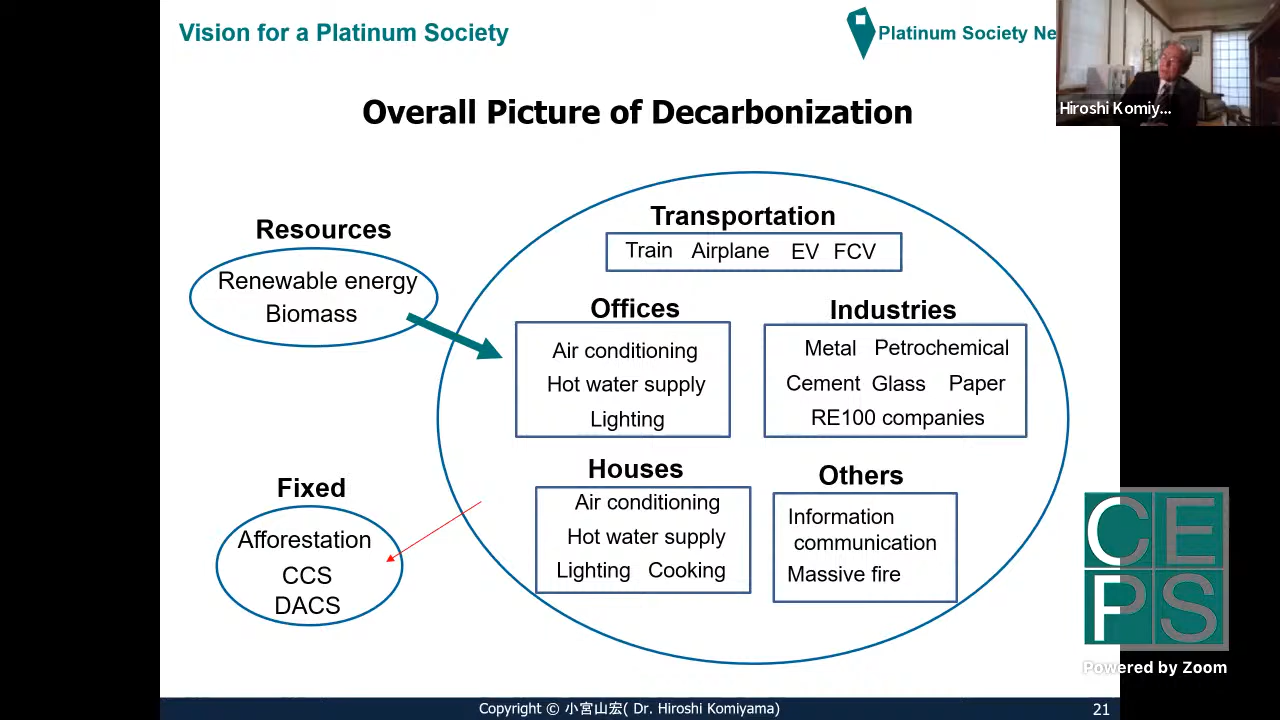 Vision for a Platinum Society
Platinum Society Ne
Hiroshi Komiy...
Overall Picture of Decarbonization
Resources
Renewable energy
Biomass
Transportation
Train Airplane EV FCV
Offices
Air conditioning
Hot water supply
Lighting
Industries
Metal Petrochemical
Cement Glass Paper
RE100 companies
Fixed
Afforestation
CCS
DACS
Houses
Air conditioning
Hot water supply
Lighting Cooking
Others
Information
communication
Massive fire
CE
PS
Powered by Zoom
Copyright © 小宮山宏( Dr. Hiroshi Komiyama)
21